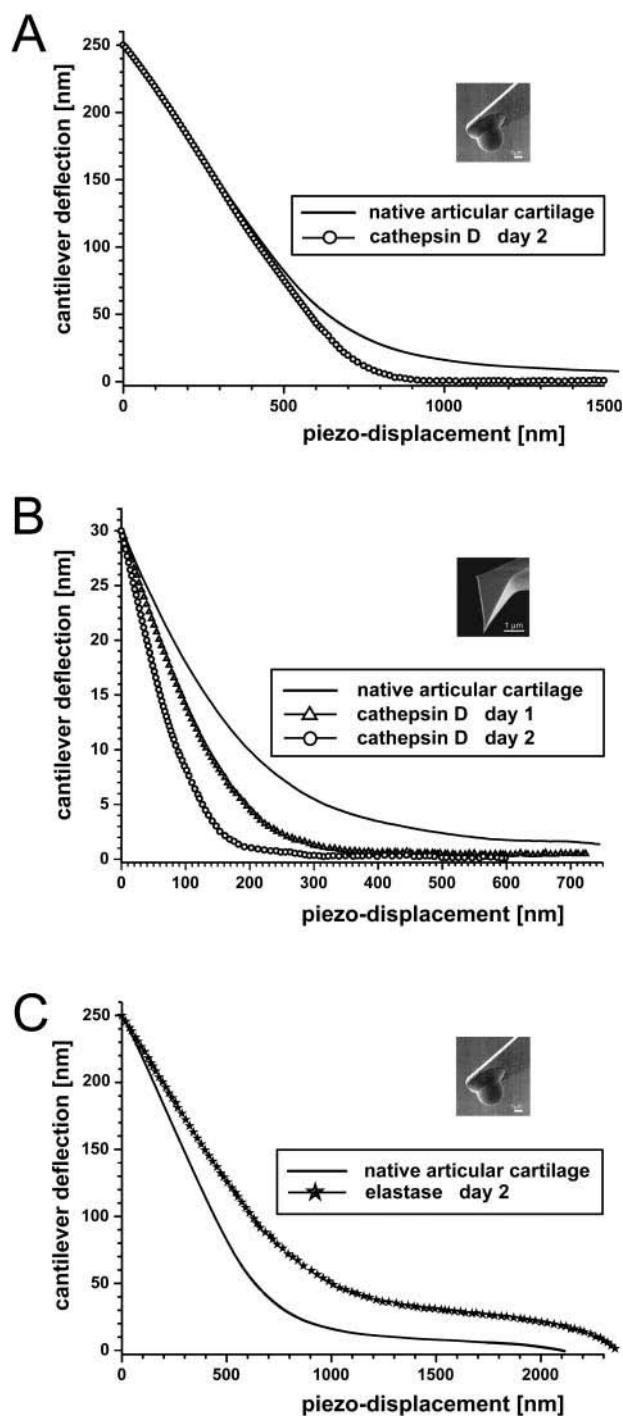 A
250
200
150
100
50
0
cantilever deflection [nm]
native articular cartilage
cathepsin D day 2
0 500 1000 1500
piezo-displacement [nm]
B
30
25
20
15
10
5
0
cantilever deflection [nm]
1 µm
native articular cartilage
cathepsin D day 1
cathepsin D day 2
0 100 200 300 400 500 600 700
piezo-displacement [nm]
C
250
200
150
100
50
0
cantilever deflection [nm]
native articular cartilage
elastase day 2
0 500 1000 1500 2000
piezo-displacement [nm]